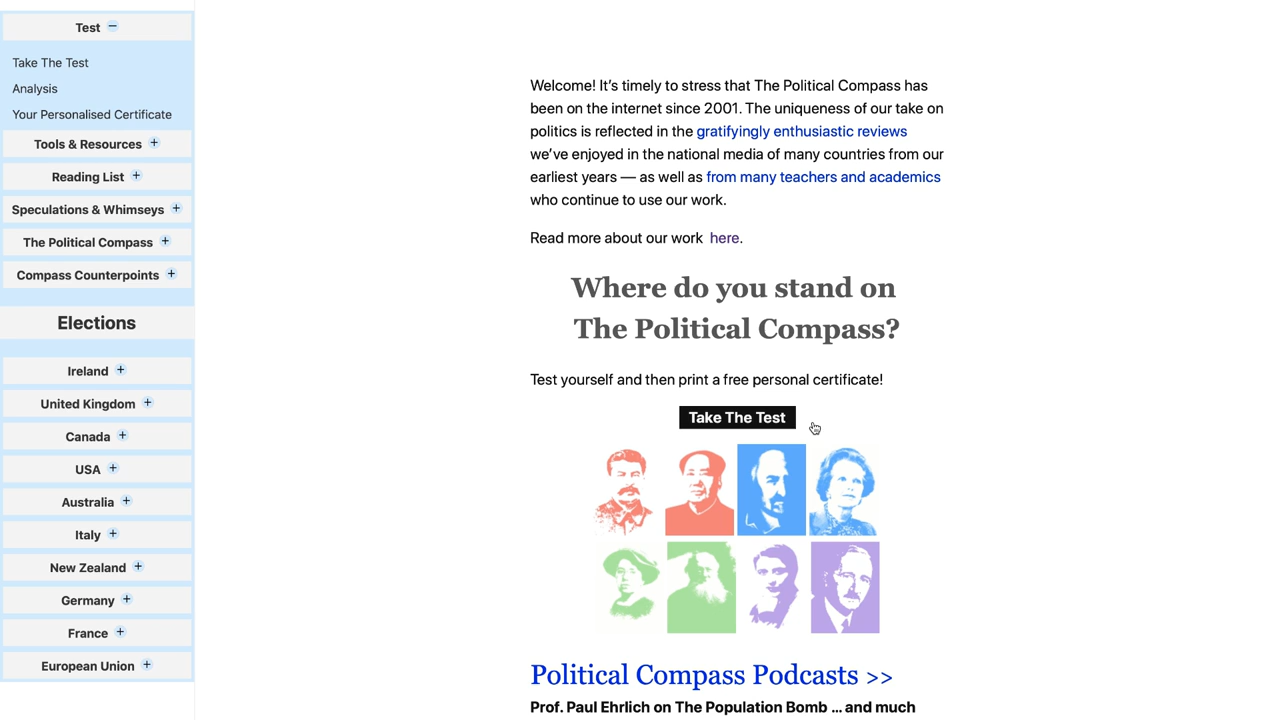 Test −
Take The Test
Analysis
Your Personalised Certificate
Tools & Resources +
Reading List +
Speculations & Whimseys +
The Political Compass +
Compass Counterpoints +
Elections
Ireland +
United Kingdom +
Canada +
USA +
Australia +
Italy +
New Zealand +
Germany +
France +
European Union +
Welcome! It’s timely to stress that The Political Compass has
been on the internet since 2001. The uniqueness of our take on
politics is reflected in the gratifyingly enthusiastic reviews
we’ve enjoyed in the national media of many countries from our
earliest years — as well as from many teachers and academics
who continue to use our work.
Read more about our work here.
Where do you stand on
The Political Compass?
Test yourself and then print a free personal certificate!
Take The Test
Political Compass Podcasts >>
Prof. Paul Ehrlich on The Population Bomb ... and much